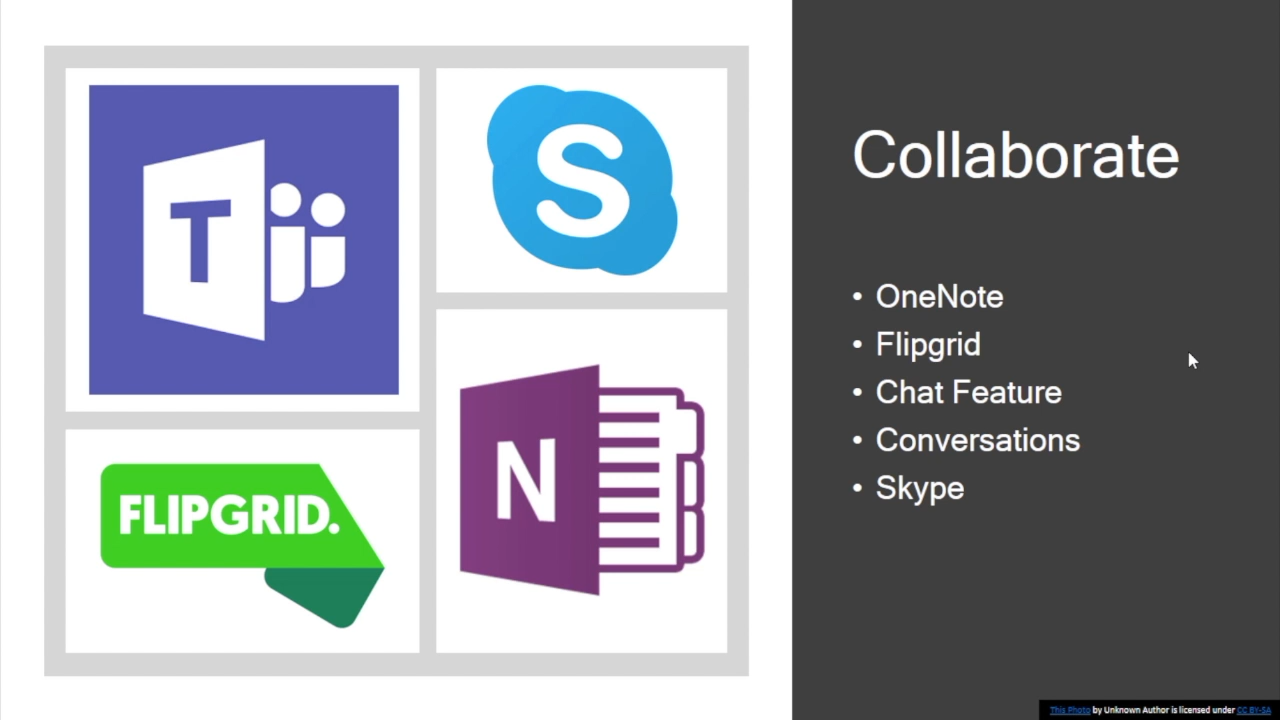 T
S
FLIPGRID.
N
Collaborate
• OneNote
• Flipgrid
• Chat Feature
• Conversations
• Skype
This Photo by Unknown Author is licensed under CC BY-SA